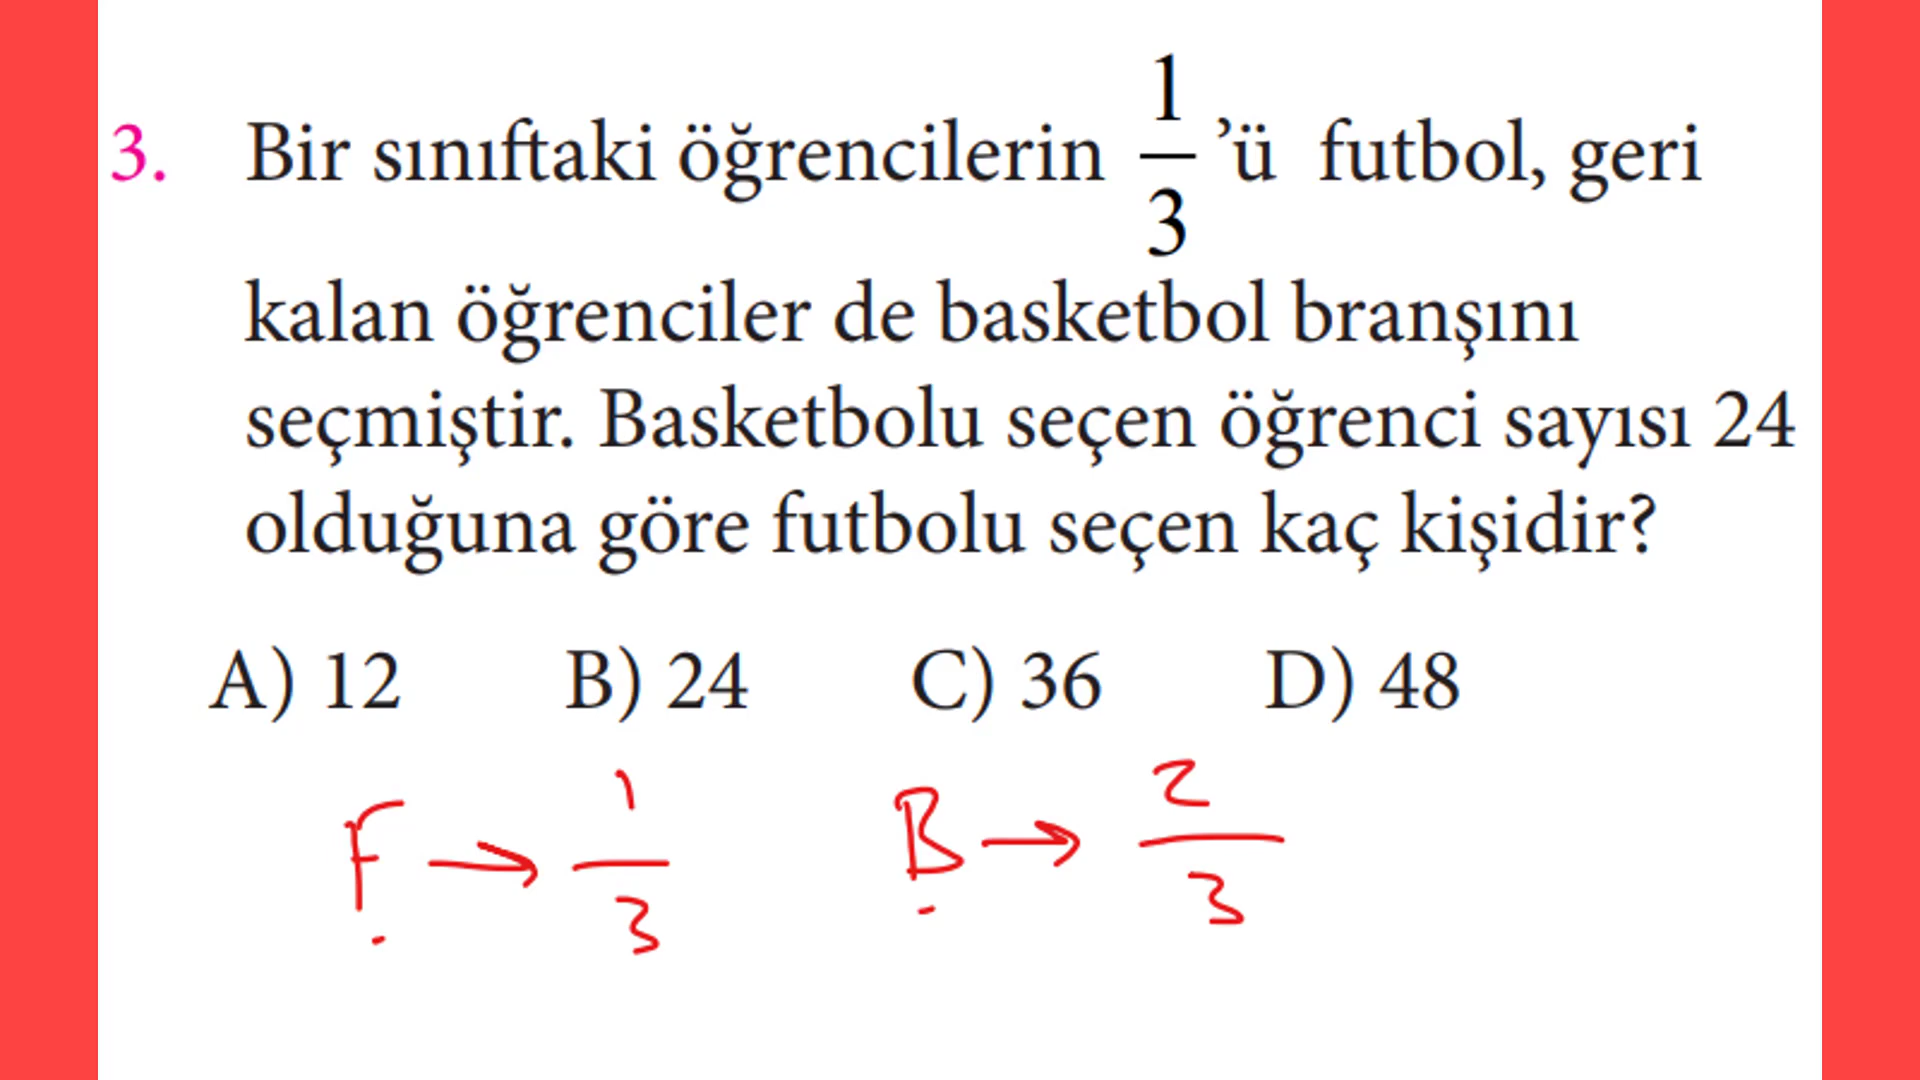 3. Bir sınıftaki öğrencilerin 1/3 ’ü futbol, geri
kalan öğrenciler de basketbol branşını
seçmiştir. Basketbolu seçen öğrenci sayısı 24
olduğuna göre futbolu seçen kaç kişidir?
A) 12 B) 24 C) 36 D) 48
F → 1/3 B → 2/3